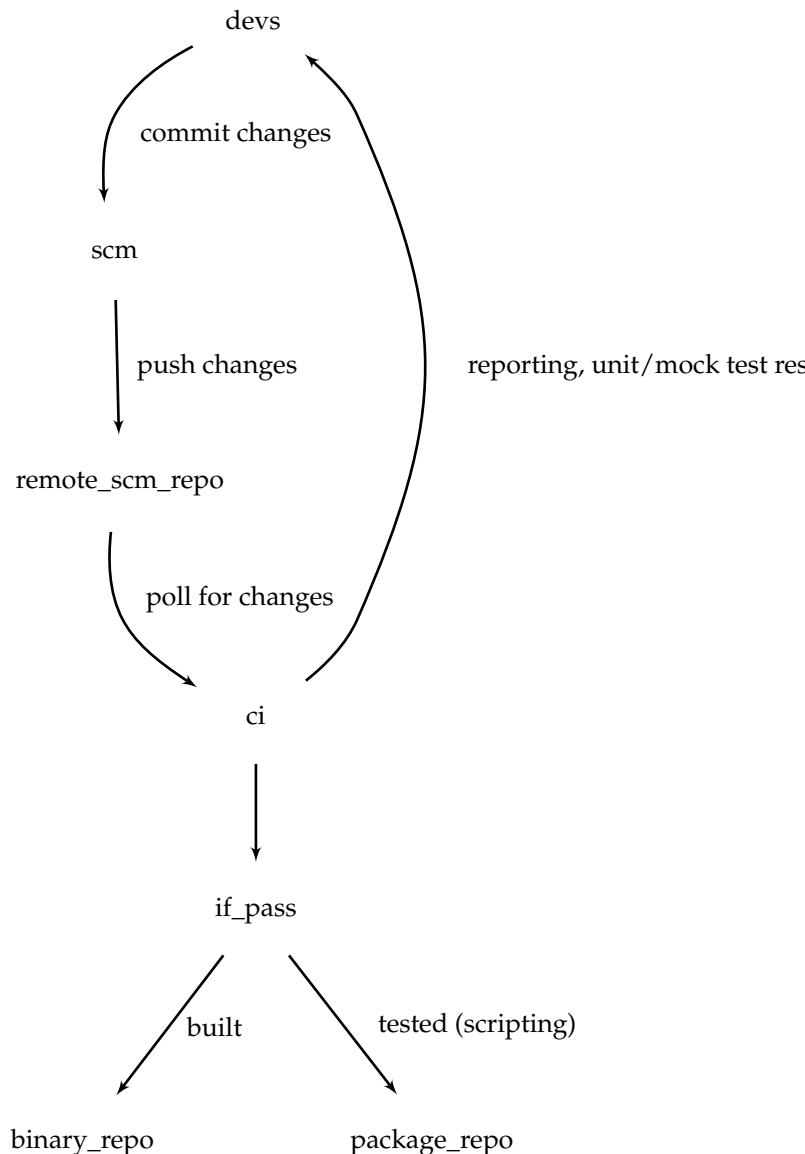 devs
commit changes
scm
push changes
reporting, unit/mock test res
remote_scm_repo
poll for changes
ci
if_pass
built
tested (scripting)
binary_repo
package_repo